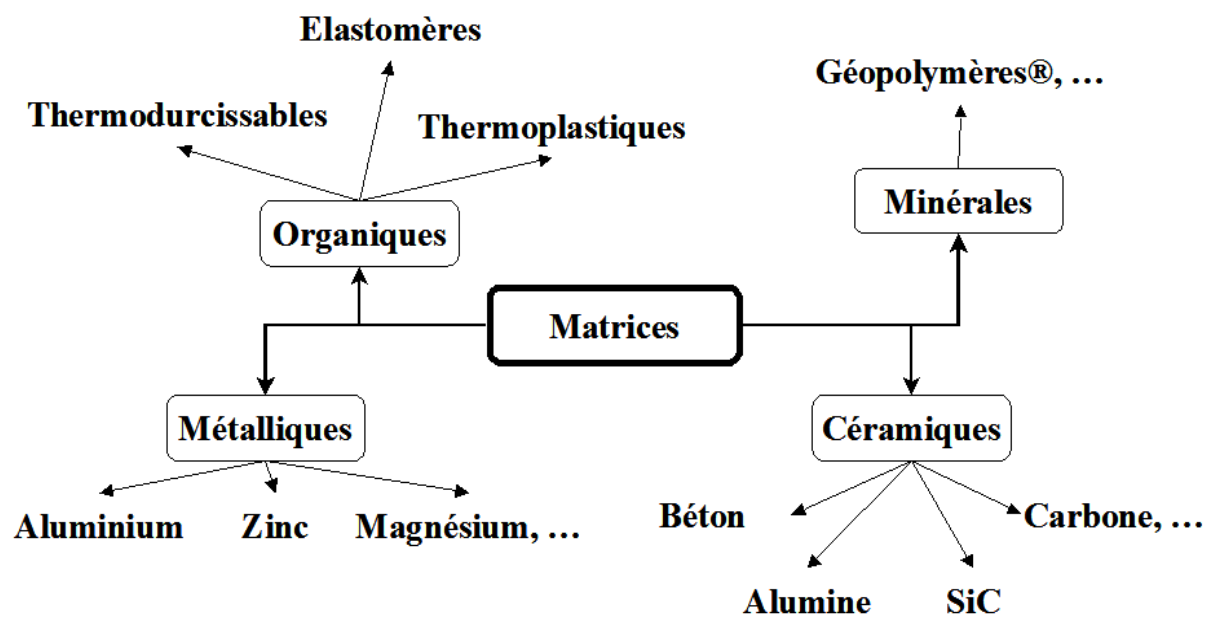 Elastomères
Géopolymères®, …
Thermodurcissables
Thermoplastiques
Minérales
Organiques
Matrices
Métalliques
Céramiques
Aluminium
Zinc
Magnésium, …
Béton
Carbone, …
Alumine
SiC